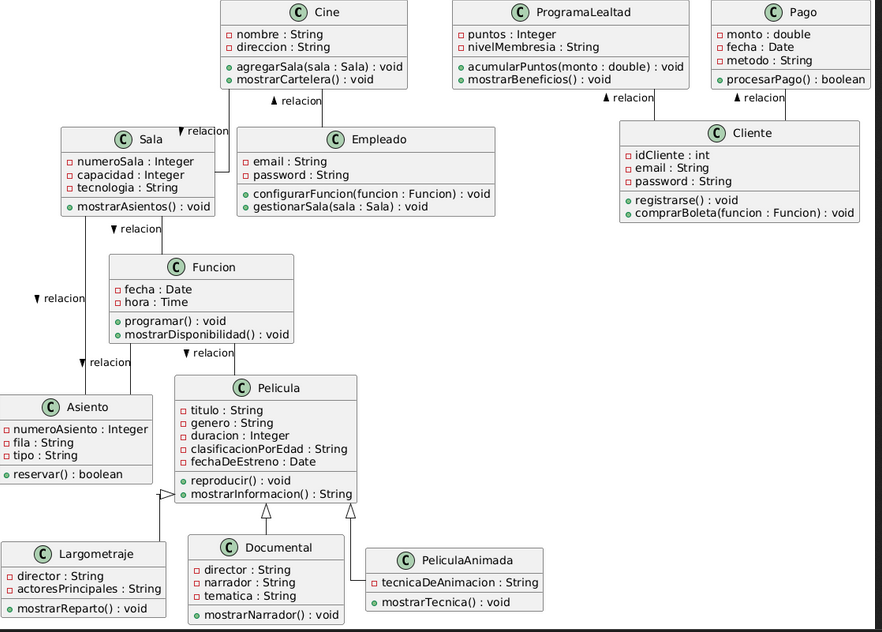 C Cine
nombre : String
direccion : String
agregarSala(sala : Sala) : void
mostrarCartelera() : void
C ProgramaLealtad
puntos : Integer
nivelMembresia : String
acumularPuntos(monto : double) : void
mostrarBeneficios() : void
C Pago
monto : double
fecha : Date
metodo : String
procesarPago() : boolean
relacion
relacion
relacion
relacion
C Sala
numeroSala : Integer
capacidad : Integer
tecnologia : String
mostrarAsientos() : void
C Empleado
email : String
password : String
configurarFuncion(funcion : Funcion) : void
gestionarSala(sala : Sala) : void
C Cliente
idCliente : int
email : String
password : String
registrarse() : void
comprarBoleta(funcion : Funcion) : void
relacion
C Funcion
fecha : Date
hora : Time
programar() : void
mostrarDisponibilidad() : void
relacion
relacion
relacion
C Asiento
numeroAsiento : Integer
fila : String
tipo : String
reservar() : boolean
C Pelicula
titulo : String
genero : String
duracion : Integer
clasificacionPorEdad : String
fechaDeEstreno : Date
reproducir() : void
mostrarInformacion() : String
C Largometraje
director : String
actoresPrincipales : String
mostrarReparto() : void
C Documental
director : String
narrador : String
tematica : String
mostrarNarrador() : void
C PeliculaAnimada
tecnicaDeAnimacion : String
mostrarTecnica() : void